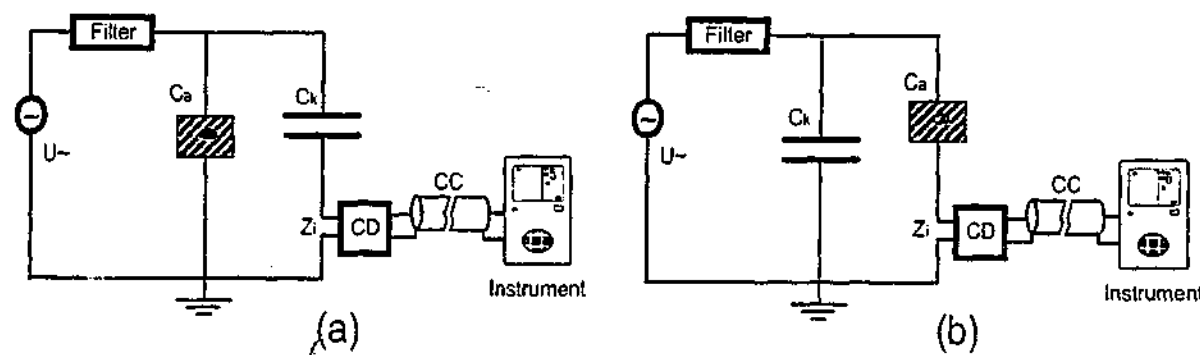 Filter
Ca
Ck
U~
CC
Zi
CD
Instrument
(a)
Filter
Ca
Ck
U~
CC
Zi
CD
Instrument
(b)